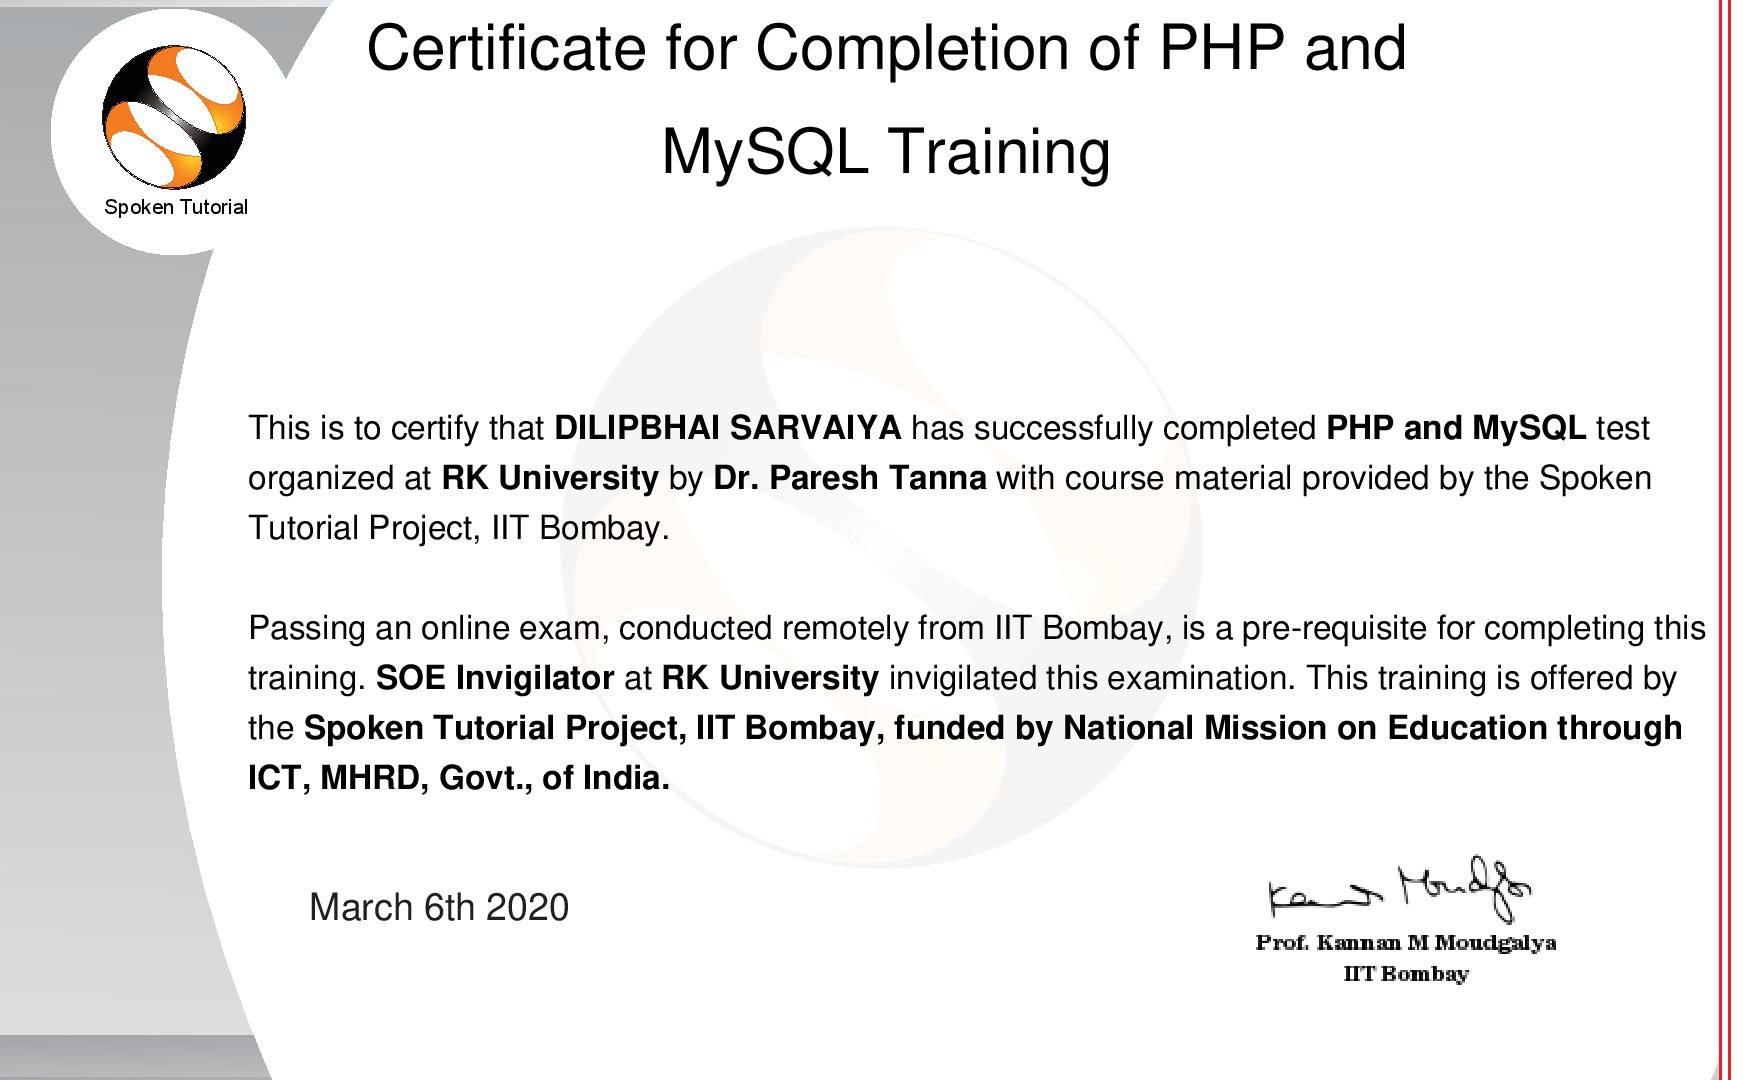 Certificate for Completion of PHP and
MySQL Training
Spoken Tutorial
This is to certify that DILIPBHAI SARVAIYA has successfully completed PHP and MySQL test
organized at RK University by Dr. Paresh Tanna with course material provided by the Spoken
Tutorial Project, IIT Bombay.
Passing an online exam, conducted remotely from IIT Bombay, is a pre-requisite for completing this
training. SOE Invigilator at RK University invigilated this examination. This training is offered by
the Spoken Tutorial Project, IIT Bombay, funded by National Mission on Education through
ICT, MHRD, Govt., of India.
March 6th 2020
Prof. Kannan M Moudgalya
IIT Bombay